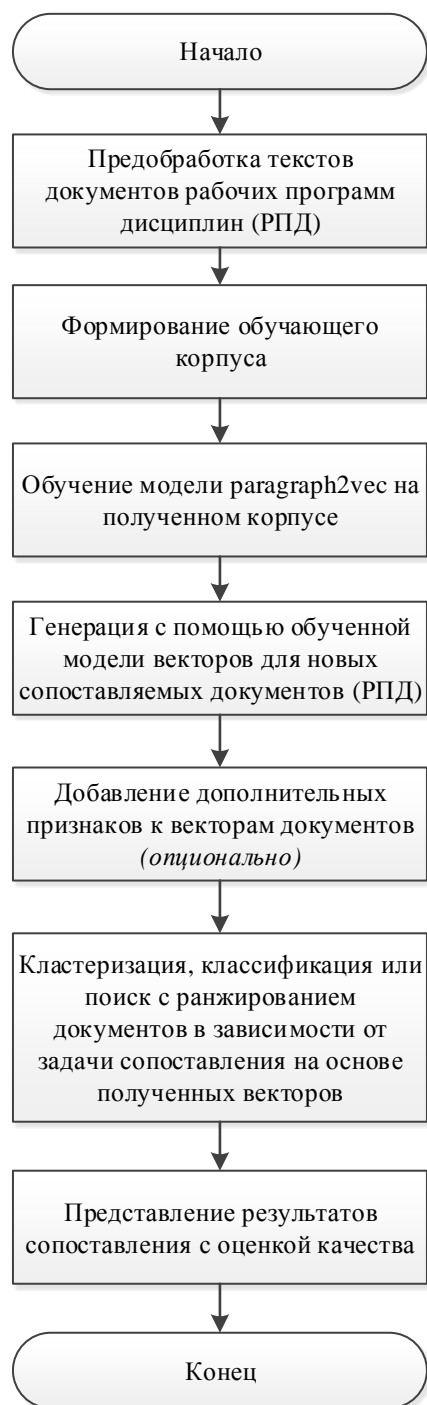 Начало
Предобработка текстов
документов рабочих программ
дисциплин (РПД)
Формирование обучающего
корпуса
Обучение модели paragraph2vec на
полученном корпусе
Генерация с помощью обученной
модели векторов для новых
сопоставляемых документов (РПД)
Добавление дополнительных
признаков к векторам документов
(опционально)
Кластеризация, классификация или
поиск с ранжированием
документов в зависимости от
задачи сопоставления на основе
полученных векторов
Представление результатов
сопоставления с оценкой качества
Конец